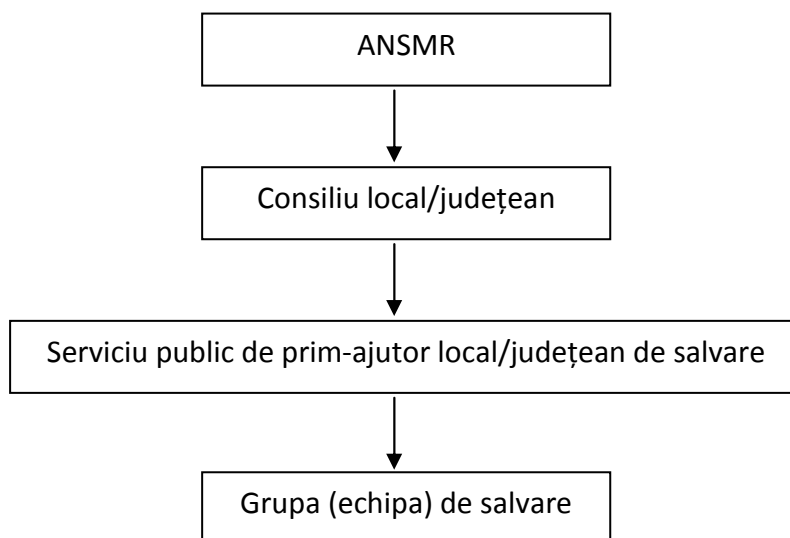 ANSMR
Consiliu local/județean
Serviciu public de prim-ajutor local/județean de salvare
Grupa (echipa) de salvare